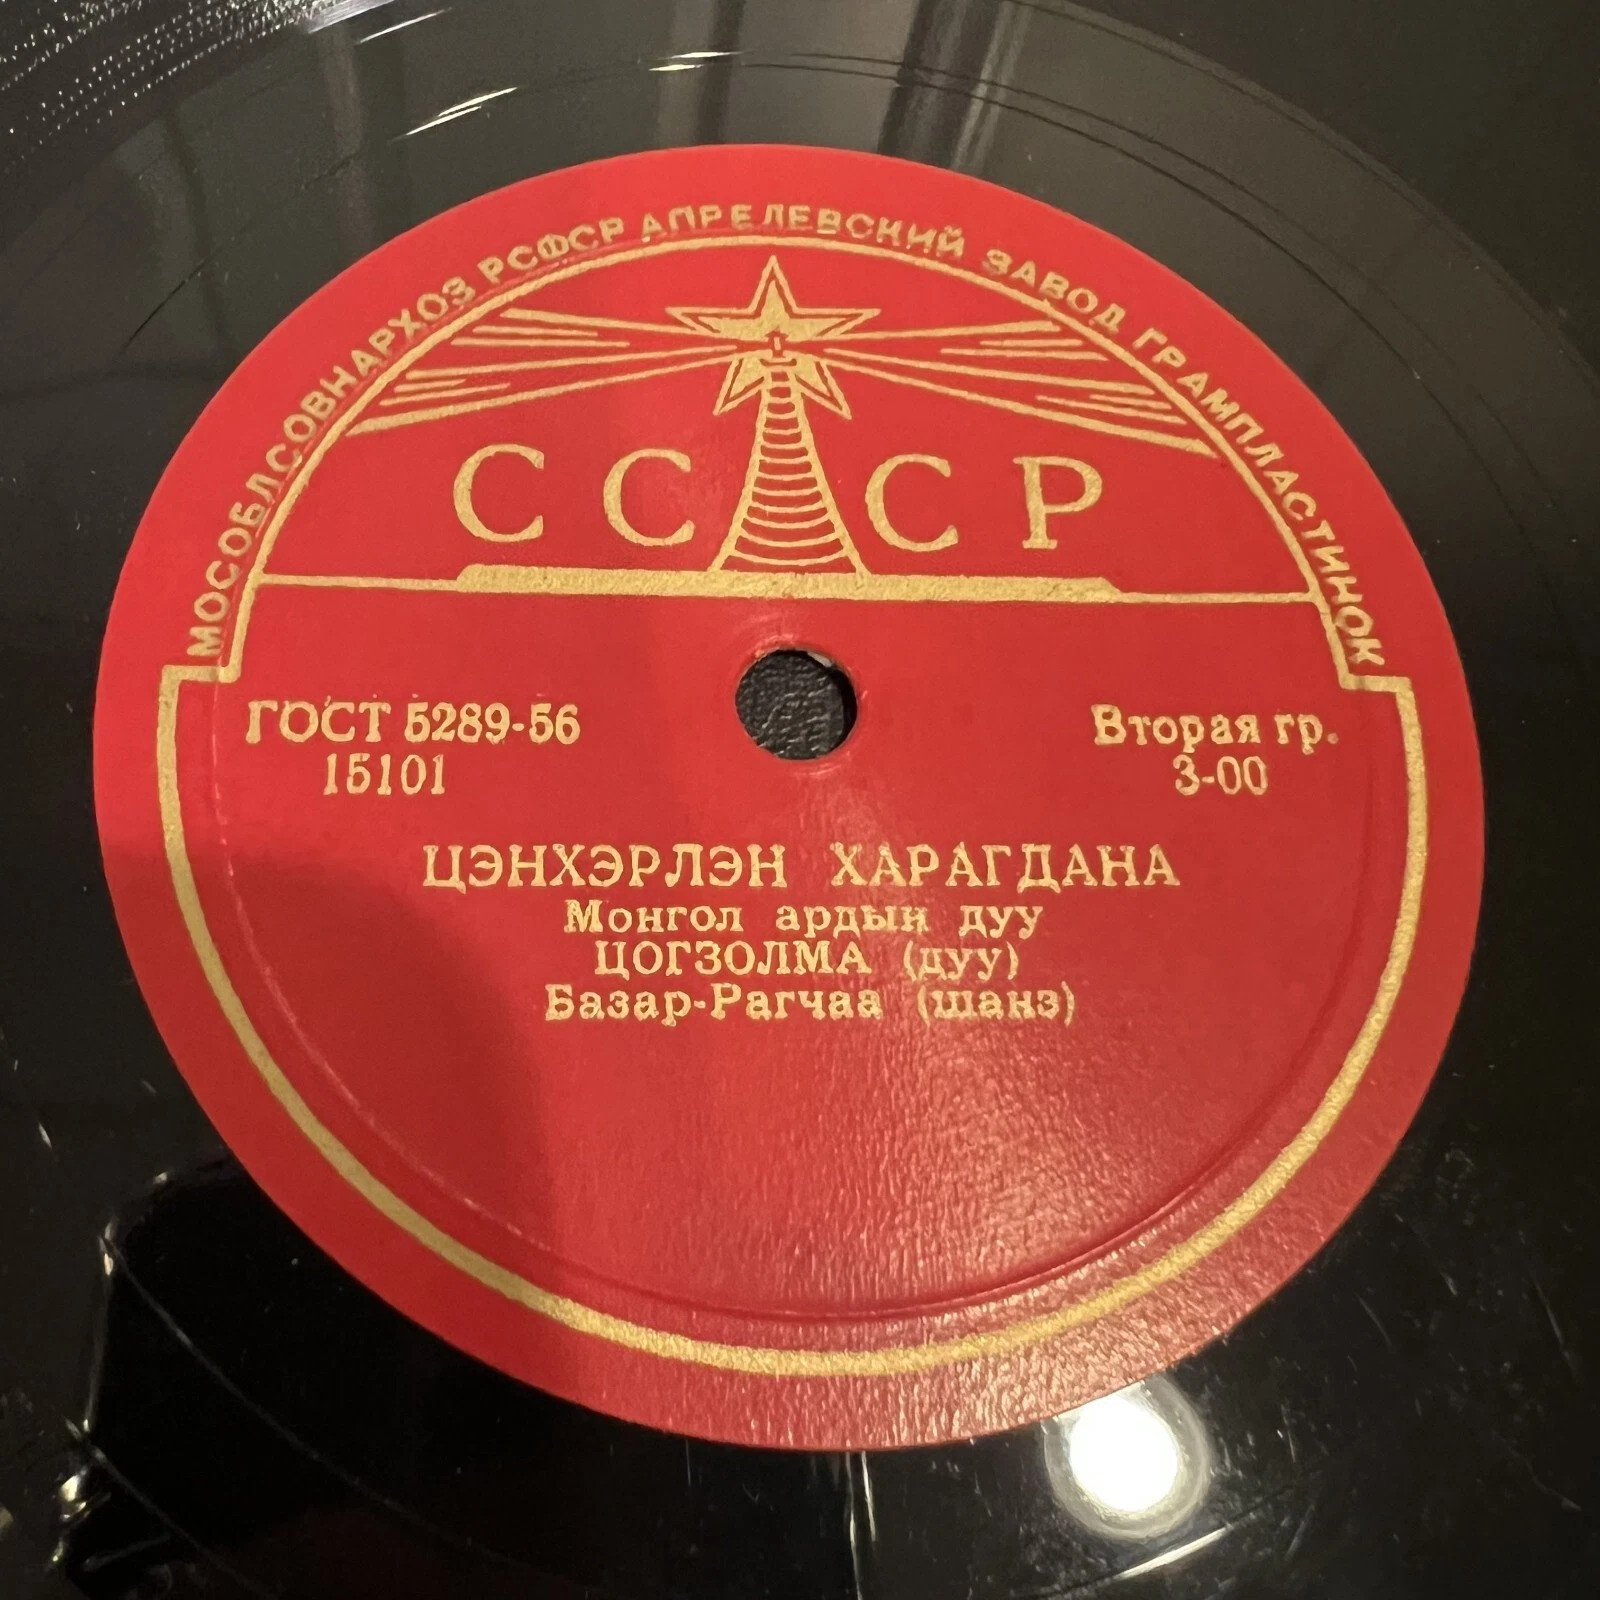 МОСОБЛСОВНАРХОЗ РСФСР АПРЕЛЕВСКИЙ ЗАВОД ГРАМПЛАСТИНОК
СССР
ГОСТ 5289-56
15101
Вторая гр.
3-00
ЦЭНХЭРЛЭН ХАРАГДАНА
Монгол ардын дуу
ЦОГЗОЛМА (дуу)
Базар-Рагчаа (шанз)